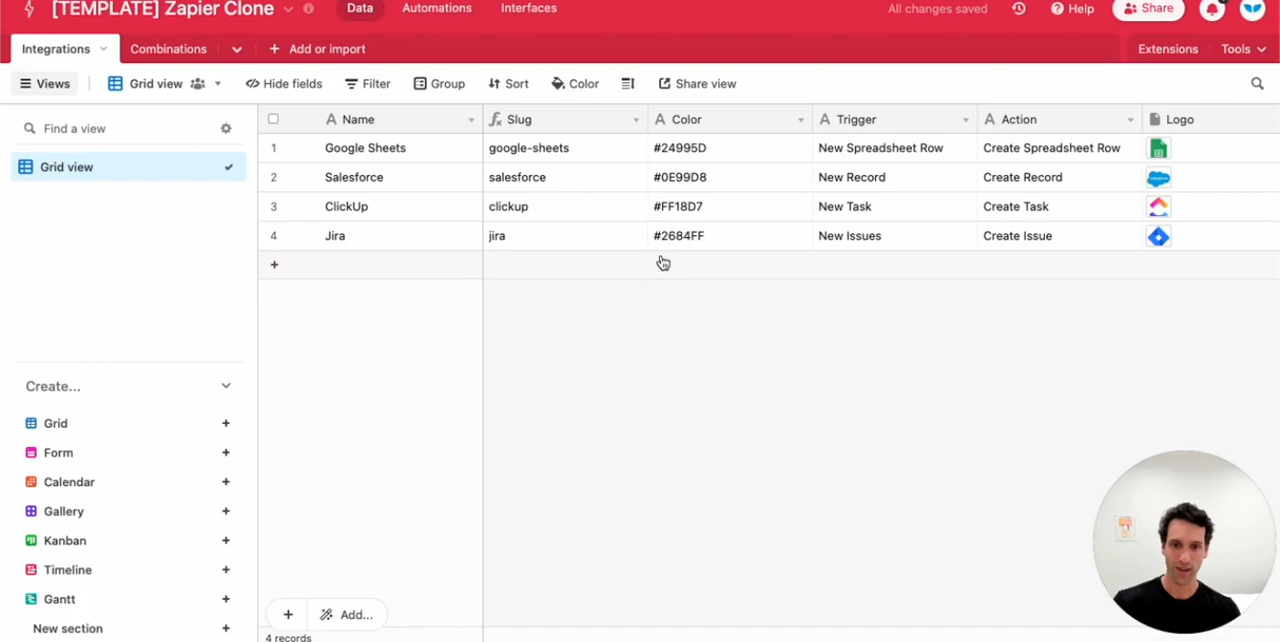 [TEMPLATE] Zapier Clone Data Automations Interfaces All changes saved Help Share
Integrations Combinations + Add or import Extensions Tools
Views Grid view Hide fields Filter Group Sort Color Share view
Find a view
Grid view
Name Slug Color Trigger Action Logo
1 Google Sheets google-sheets #24995D New Spreadsheet Row Create Spreadsheet Row
2 Salesforce salesforce #0E99D8 New Record Create Record
3 ClickUp clickup #FF18D7 New Task Create Task
4 Jira jira #2684FF New Issues Create Issue
+
Create...
Grid +
Form +
Calendar +
Gallery +
Kanban +
Timeline +
Gantt +
New section +
+ Add...
4 records